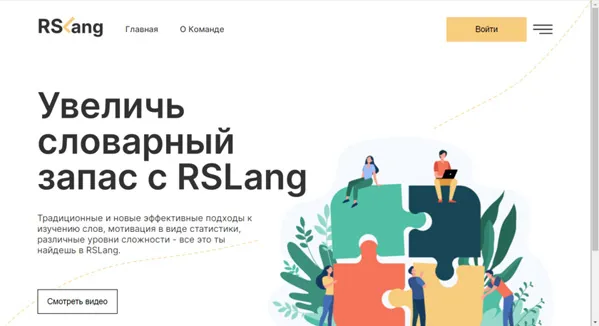 RSLang
Главная
О Команде
Войти
Увеличь
словарный
запас с RSLang
Традиционные и новые эффективные подходы к
изучению слов, мотивация в виде статистики,
различные уровни сложности - все это ты
найдешь в RSLang.
Смотреть видео